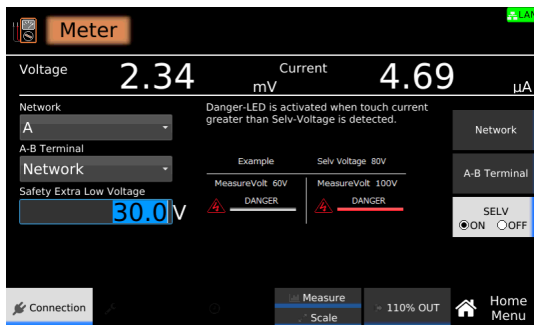 LAN
Meter
Voltage 2.34 mV Current 4.69 µA
Network
A
A-B Terminal
Network
Safety Extra Low Voltage
30.0 V
Danger-LED is activated when touch current
greater than Selv-Voltage is detected.
Example Selv Voltage 80V
MeasureVolt 60V MeasureVolt 100V
DANGER DANGER
Network
A-B Terminal
SELV
ON OFF
Connection
Measure
Scale
110% OUT
Home
Menu